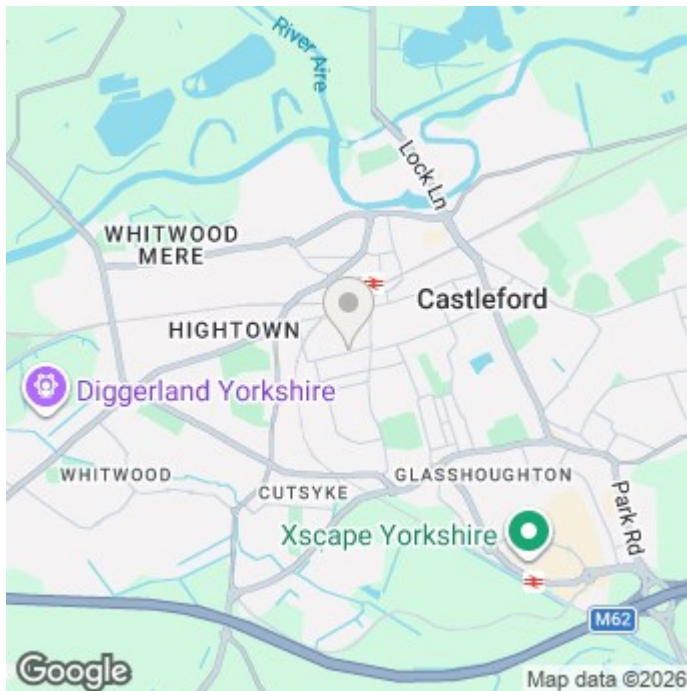 River Aire
Lock Ln
WHITWOOD
MERE
Castleford
HIGHTOWN
Diggerland Yorkshire
WHITWOOD
GLASSHOUGHTON
CUTSYKE
Park Rd
Xscape Yorkshire
M62
Google
Map data ©2026